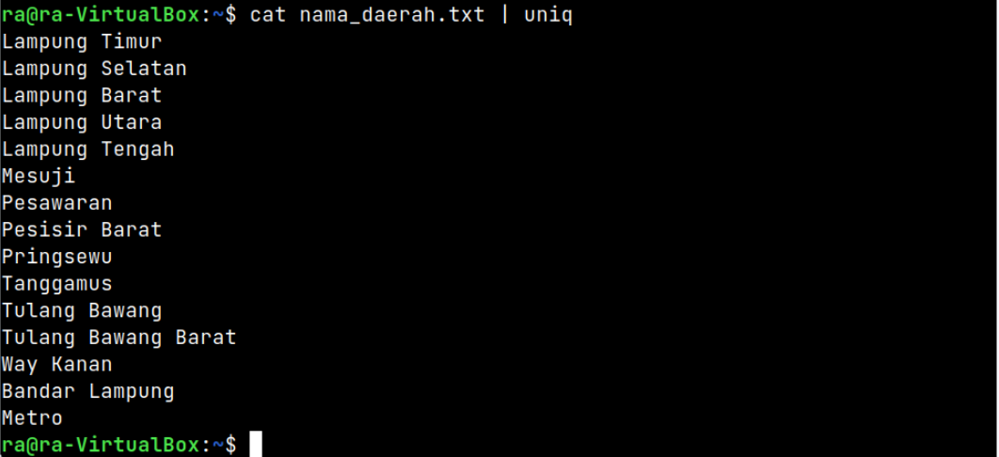 ra@ra-VirtualBox:~$ cat nama_daerah.txt | uniq
Lampung Timur
Lampung Selatan
Lampung Barat
Lampung Utara
Lampung Tengah
Mesuji
Pesawaran
Pesisir Barat
Pringsewu
Tanggamus
Tulang Bawang
Tulang Bawang Barat
Way Kanan
Bandar Lampung
Metro
ra@ra-VirtualBox:~$